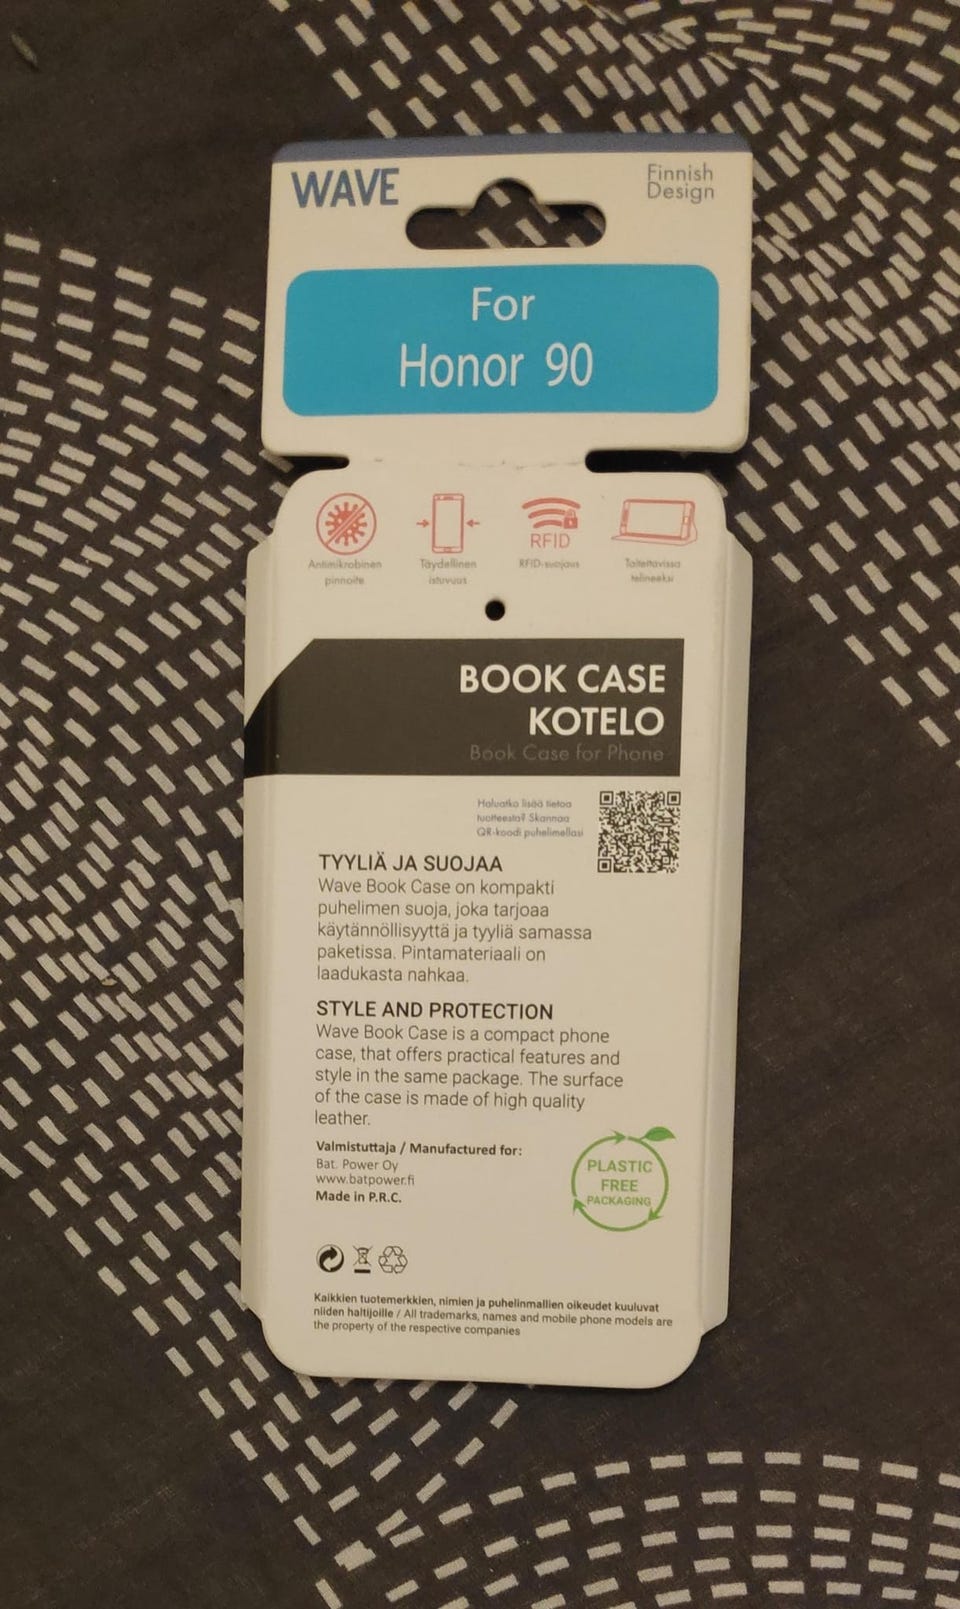 WAVE
Finnish
Design
For
Honor 90
RFID
Antimikrobinen
pinnoite
Täydellinen
istuvuus
RFID-suojaus
Taitettavissa
telineeksi
BOOK CASE
KOTELO
Book Case for Phone
Haluatko lisää tietoa
tuotteesta? Skannaa
QR-koodi puhelimellasi
TYYLIÄ JA SUOJAA
Wave Book Case on kompakti
puhelimen suoja, joka tarjoaa
käytännöllisyyttä ja tyyliä samassa
paketissa. Pintamateriaali on
laadukasta nahkaa.
STYLE AND PROTECTION
Wave Book Case is a compact phone
case, that offers practical features and
style in the same package. The surface
of the case is made of high quality
leather.
Valmistuttaja / Manufactured for:
Bat. Power Oy
www.batpower.fi
Made in P.R.C.
PLASTIC
FREE
PACKAGING
Kaikkien tuotemerkkien, nimien ja puhelinmallien oikeudet kuuluvat
niiden haltijoille / All trademarks, names and mobile phone models are
the property of the respective companies